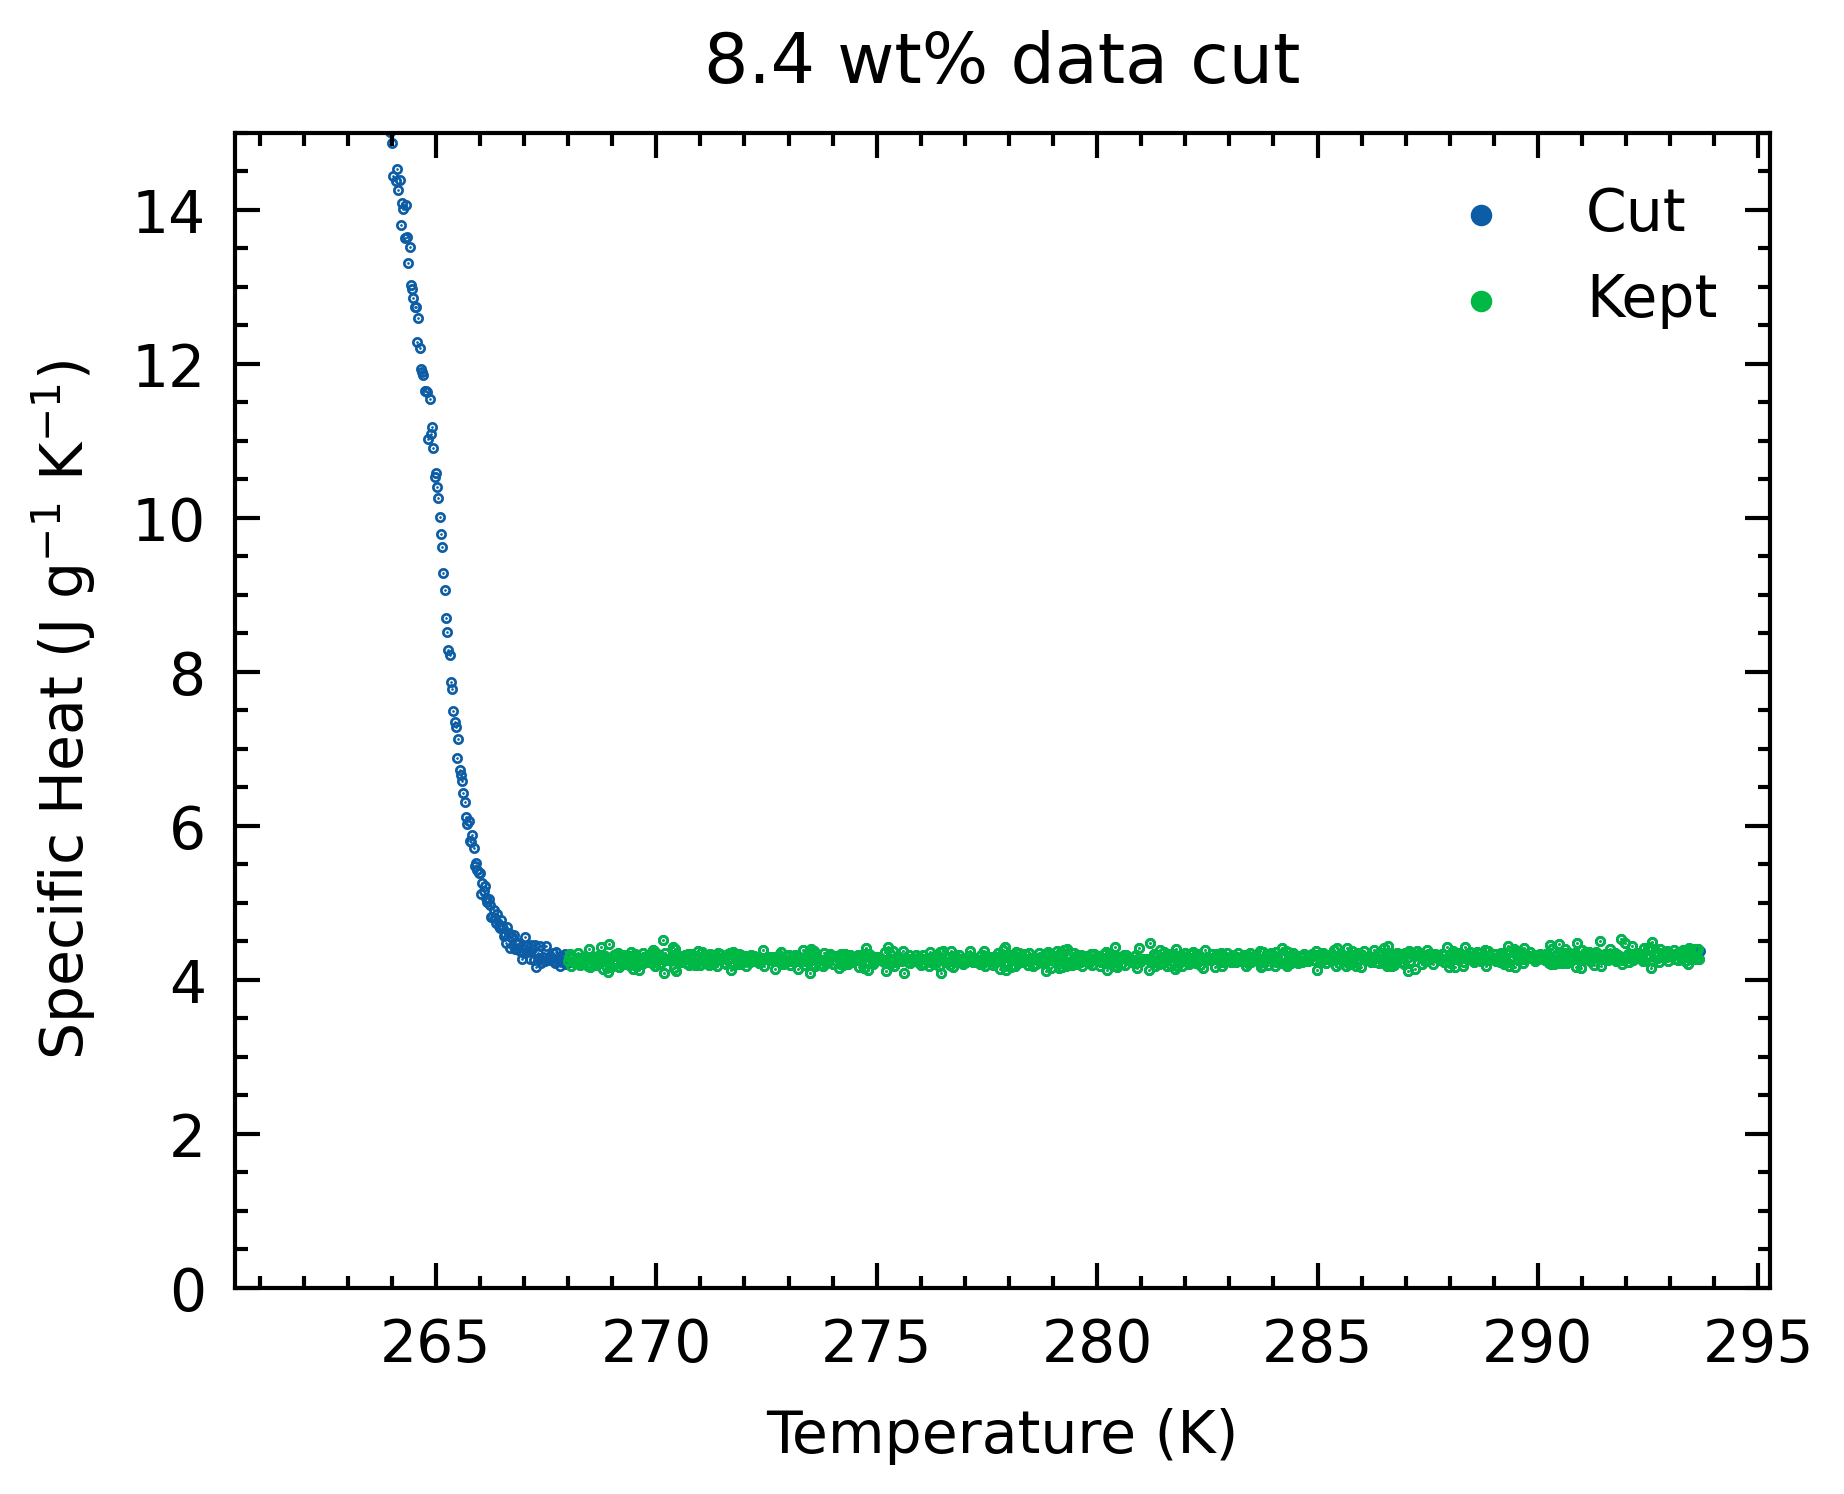 8.4 wt% data cut
Cut
Kept
Specific Heat (J g⁻¹ K⁻¹)
14
12
10
8
6
4
2
0
265 270 275 280 285 290 295
Temperature (K)